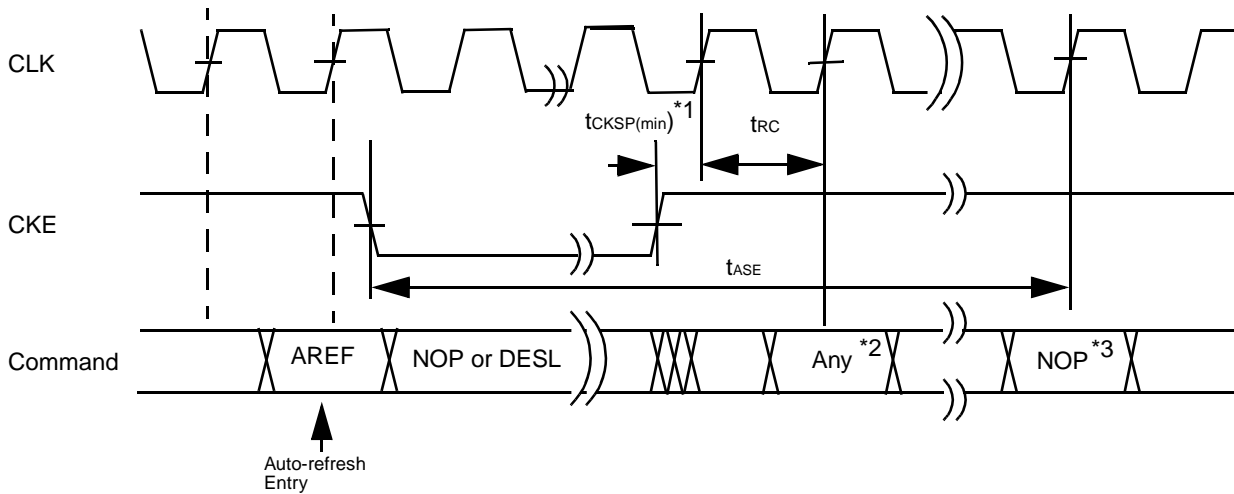 CLK
tCKSP(min)*1
tRC
CKE
tASE
Command
AREF
NOP or DESL
Any *2
NOP*3
Auto-refresh
Entry